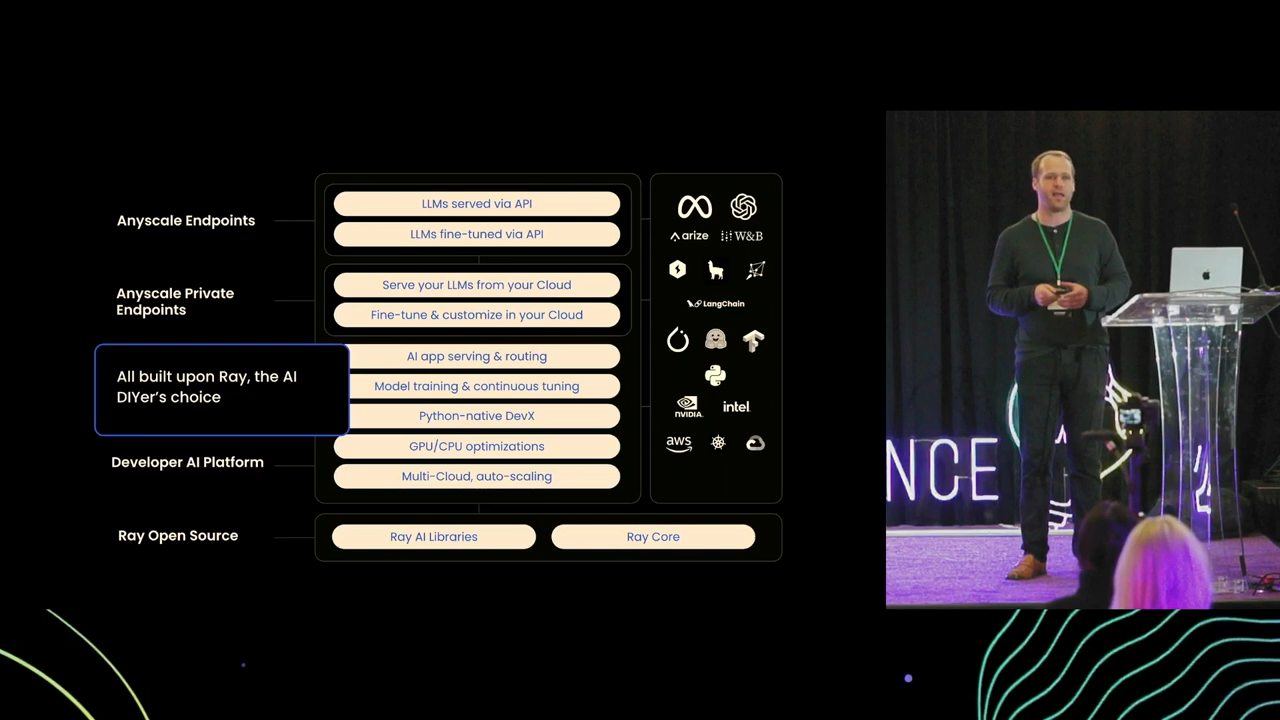 Anyscale Endpoints
LLMs served via API
LLMs fine-tuned via API
Anyscale Private
Endpoints
Serve your LLMs from your Cloud
Fine-tune & customize in your Cloud
All built upon Ray, the AI
DIYer’s choice
AI app serving & routing
Model training & continuous tuning
Python-native DevX
GPU/CPU optimizations
Developer AI Platform
Multi-Cloud, auto-scaling
Ray Open Source
Ray AI Libraries
Ray Core
arize
W&B
LangChain
NVIDIA.
intel.
aws
NCE